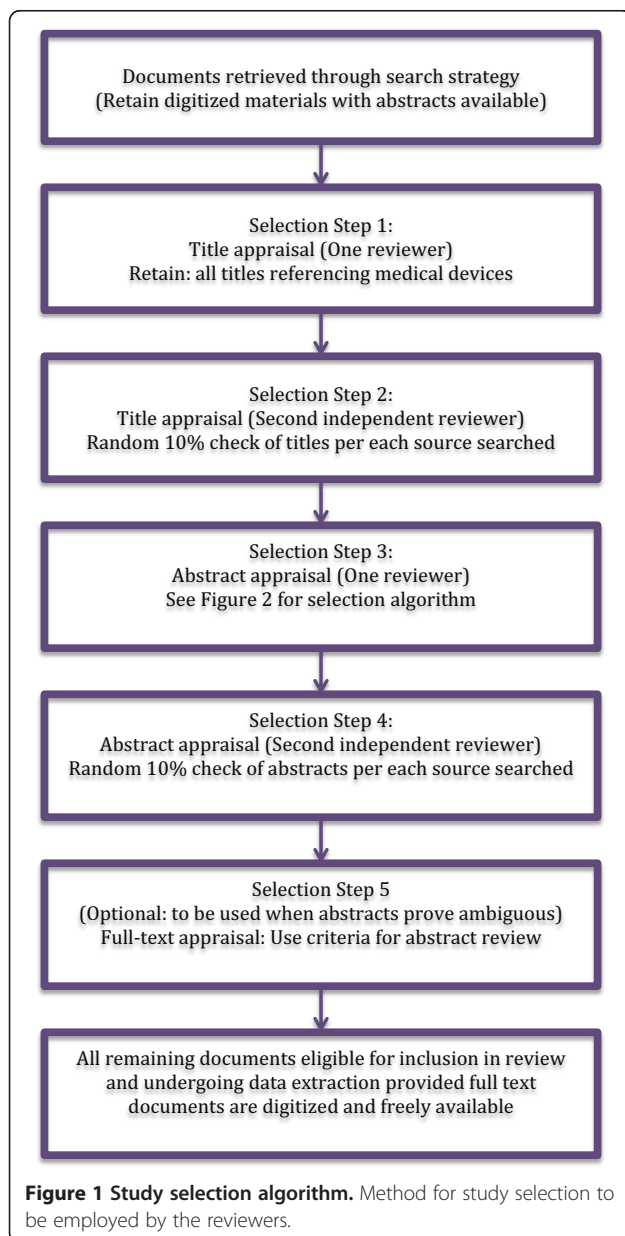 Documents retrieved through search strategy
(Retain digitized materials with abstracts available)
Selection Step 1:
Title appraisal (One reviewer)
Retain: all titles referencing medical devices
Selection Step 2:
Title appraisal (Second independent reviewer)
Random 10% check of titles per each source searched
Selection Step 3:
Abstract appraisal (One reviewer)
See Figure 2 for selection algorithm
Selection Step 4:
Abstract appraisal (Second independent reviewer)
Random 10% check of abstracts per each source searched
Selection Step 5
(Optional: to be used when abstracts prove ambiguous)
Full-text appraisal: Use criteria for abstract review
All remaining documents eligible for inclusion in review
and undergoing data extraction provided full text
documents are digitized and freely available
Figure 1 Study selection algorithm. Method for study selection to
be employed by the reviewers.